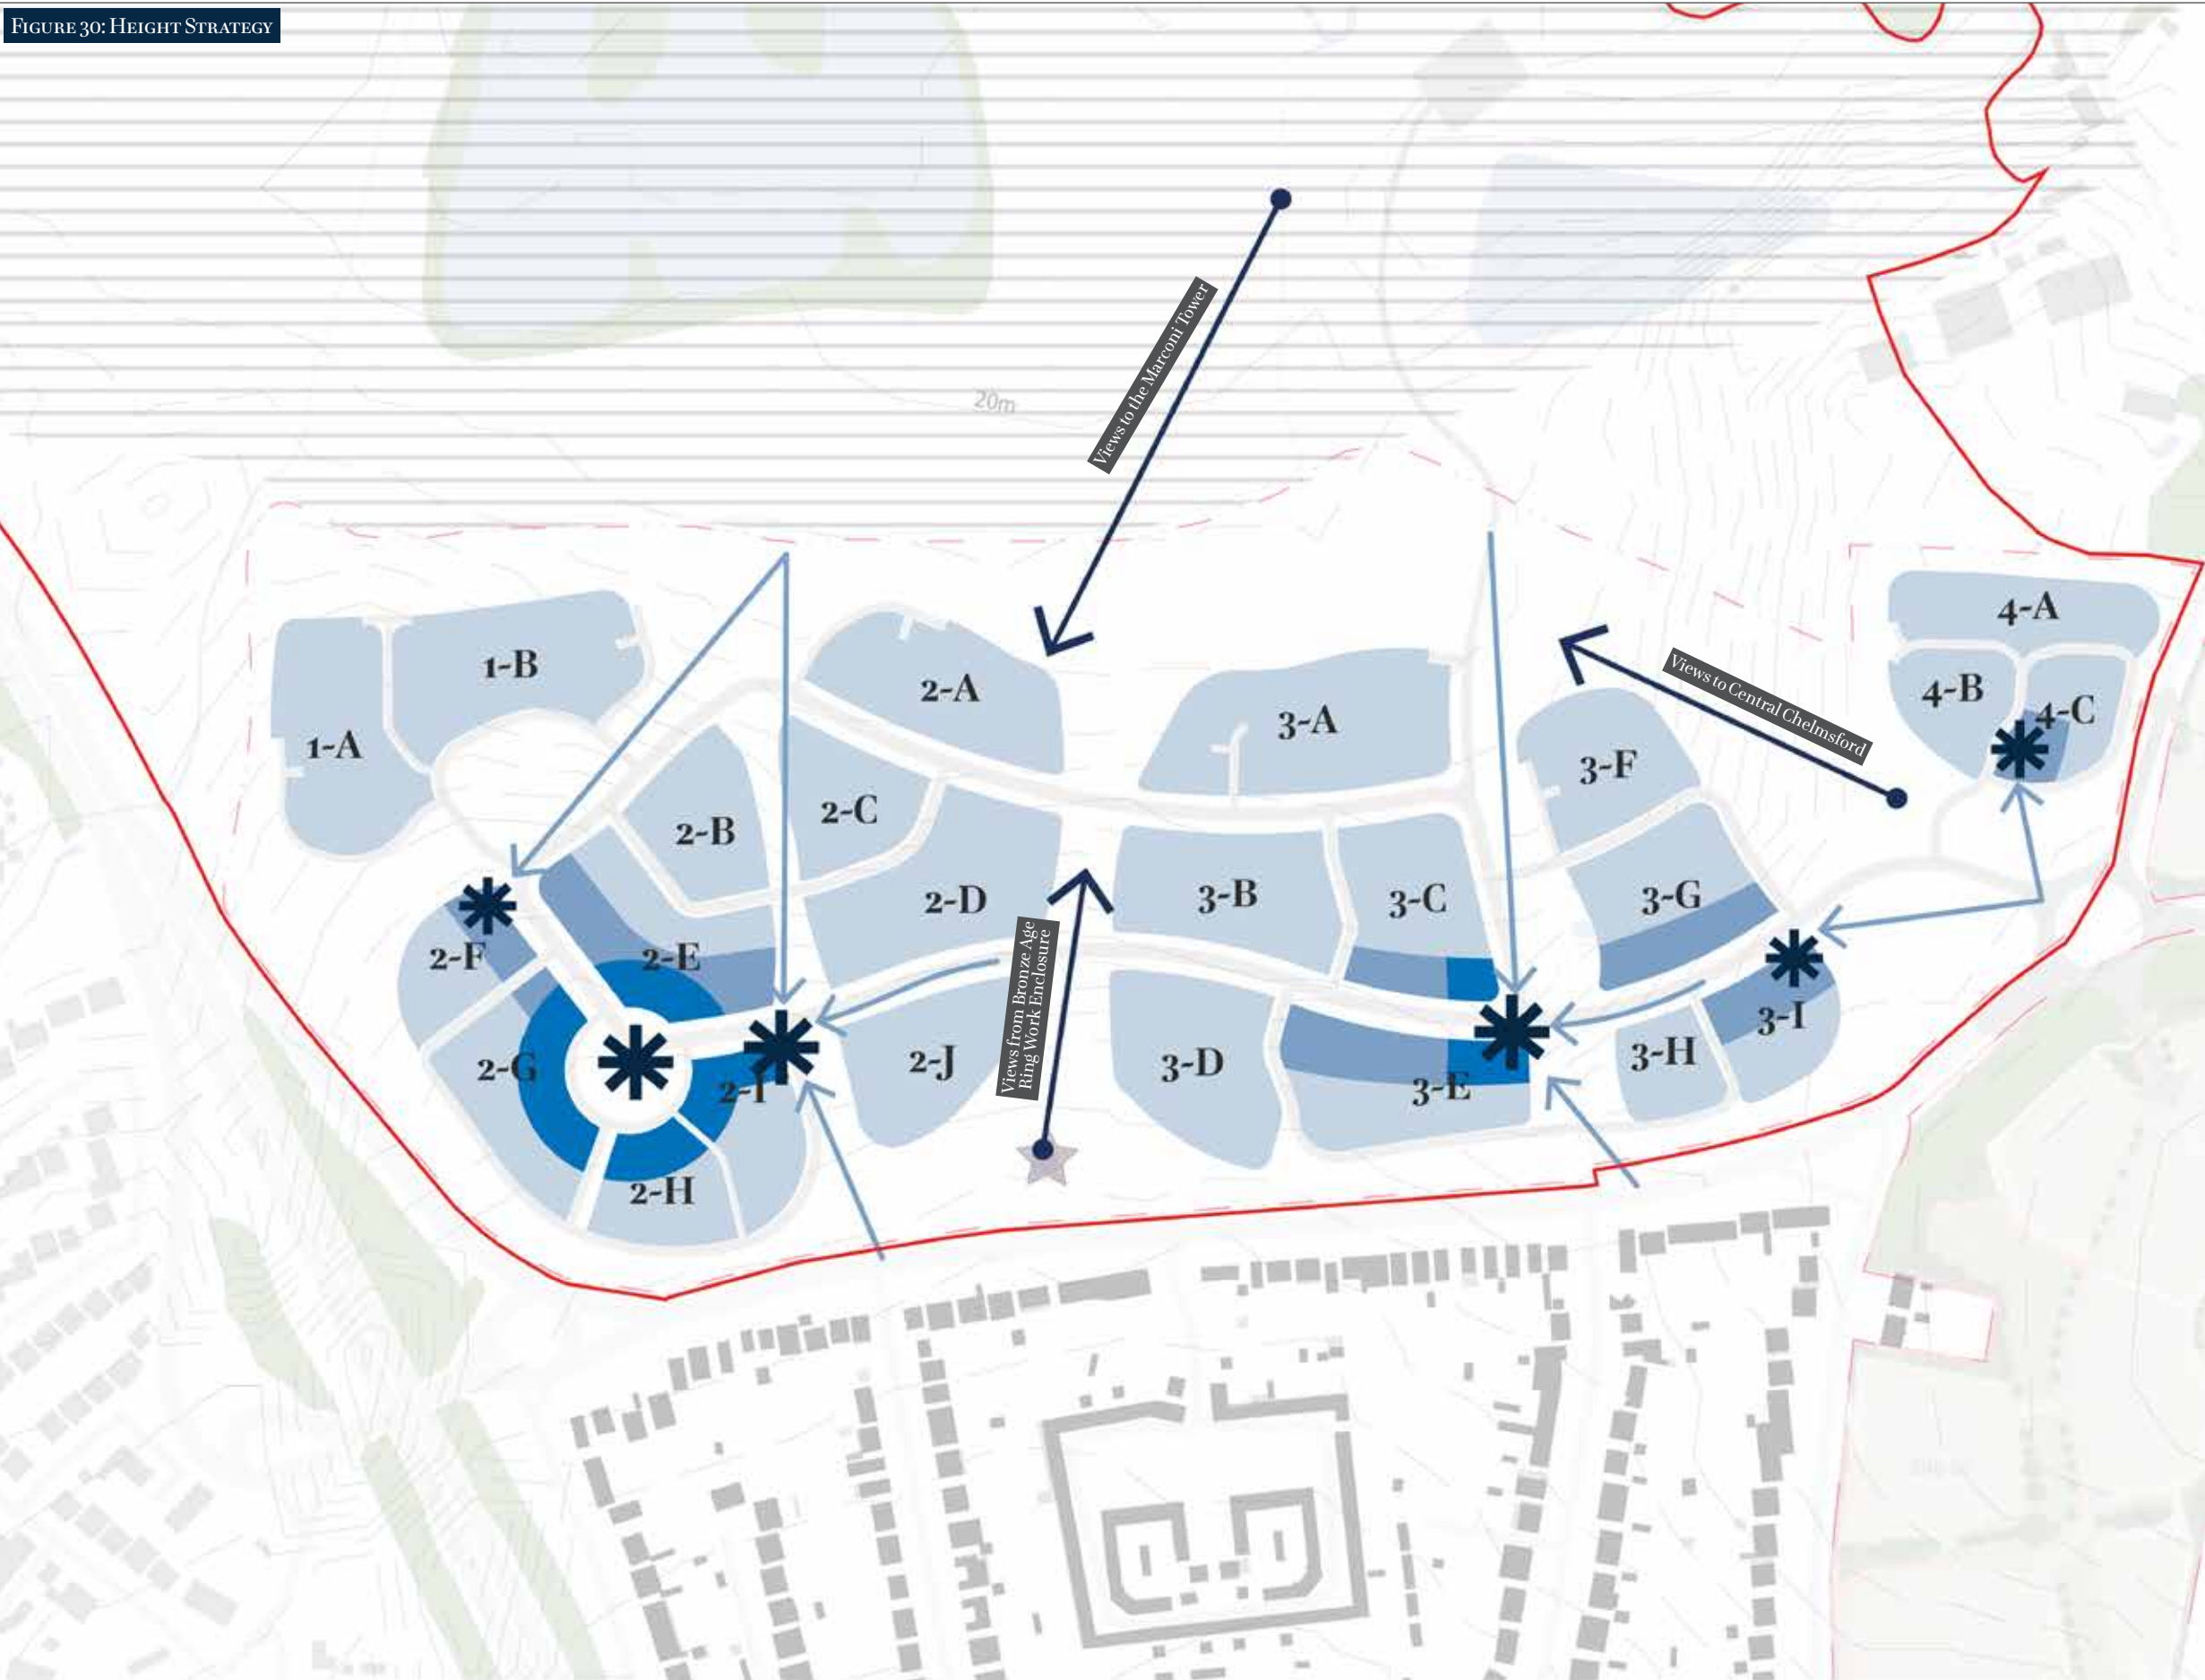 Figure 30: Height Strategy
20m
Views to the Marconi Tower
4-A
1-B
Views to Central Chelmsford
2-A
4-B
4-C
3-A
1-A
3-F
2-C
2-B
3-G
3-B
3-C
2-D
2-E
2-F
Views from Bronze Age
Ring Work Enclosure
3-I
3-H
2-J
3-D
2-G
3-E
2-I
2-H